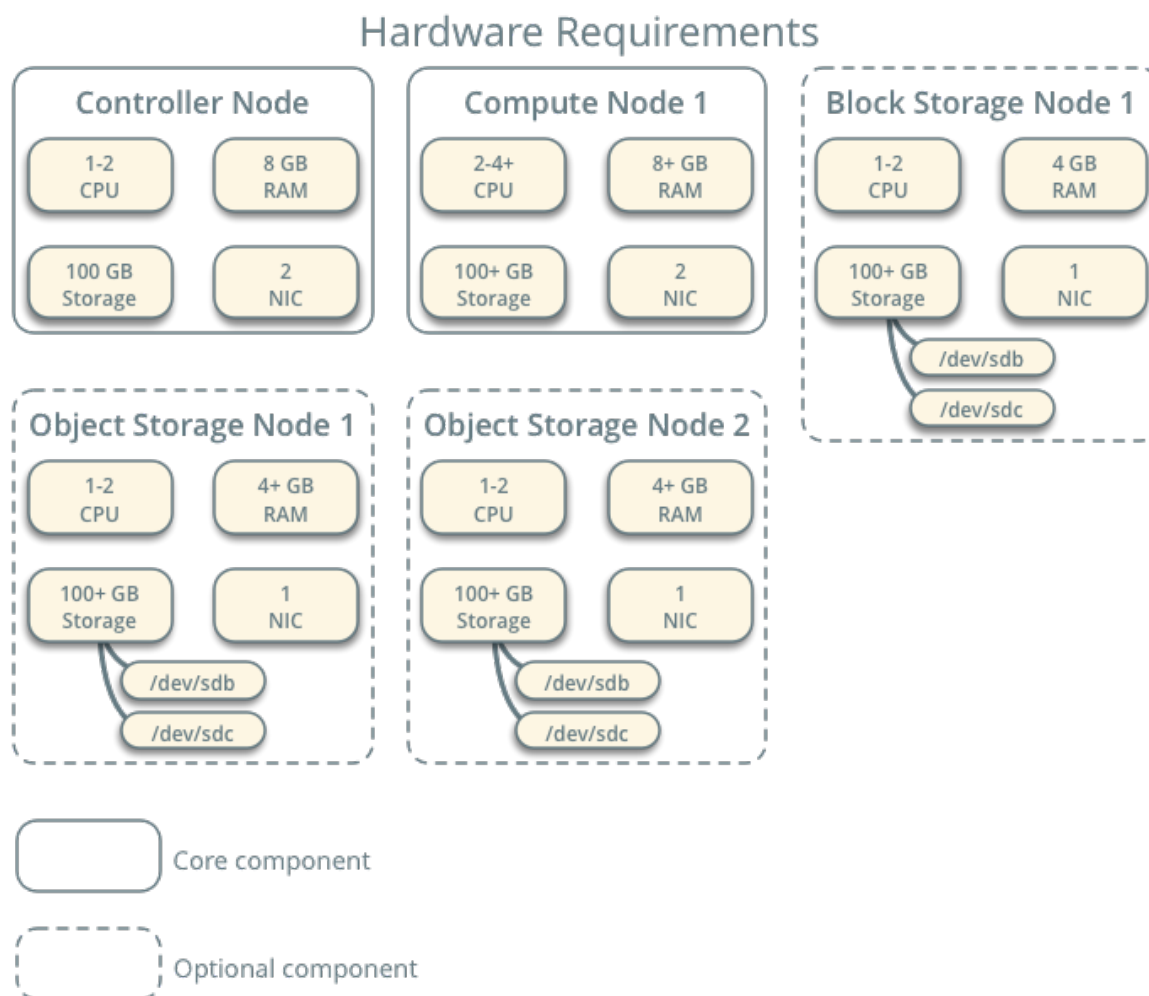 Hardware Requirements
Controller Node
1-2
CPU
8 GB
RAM
100 GB
Storage
2
NIC
Compute Node 1
2-4+
CPU
8+ GB
RAM
100+ GB
Storage
2
NIC
Block Storage Node 1
1-2
CPU
4 GB
RAM
100+ GB
Storage
1
NIC
/dev/sdb
/dev/sdc
Object Storage Node 1
1-2
CPU
4+ GB
RAM
100+ GB
Storage
1
NIC
/dev/sdb
/dev/sdc
Object Storage Node 2
1-2
CPU
4+ GB
RAM
100+ GB
Storage
1
NIC
/dev/sdb
/dev/sdc
Core component
Optional component